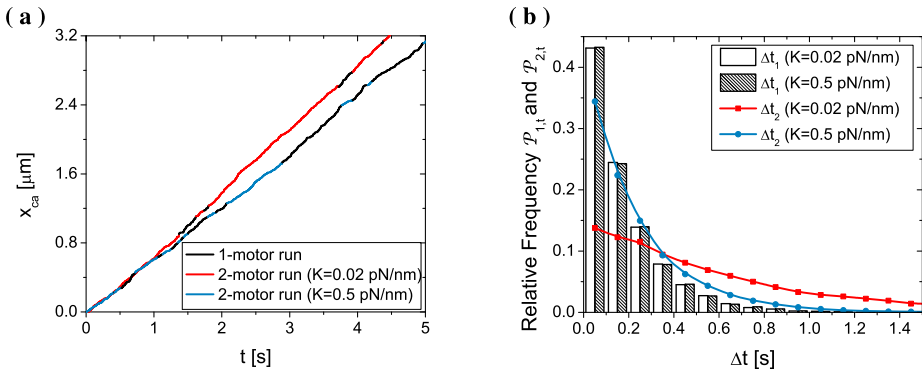 ( a )
3.2
2.4
1.6
0.8
0.0
x_ca [µm]
1-motor run
2-motor run (K=0.02 pN/nm)
2-motor run (K=0.5 pN/nm)
0 1 2 3 4 5
t [s]
( b )
0.4
0.3
0.2
0.1
0.0
Relative Frequency 𝒫_1,t and 𝒫_2,t
Δt_1 (K=0.02 pN/nm)
Δt_1 (K=0.5 pN/nm)
Δt_2 (K=0.02 pN/nm)
Δt_2 (K=0.5 pN/nm)
0.0 0.2 0.4 0.6 0.8 1.0 1.2 1.4
Δt [s]